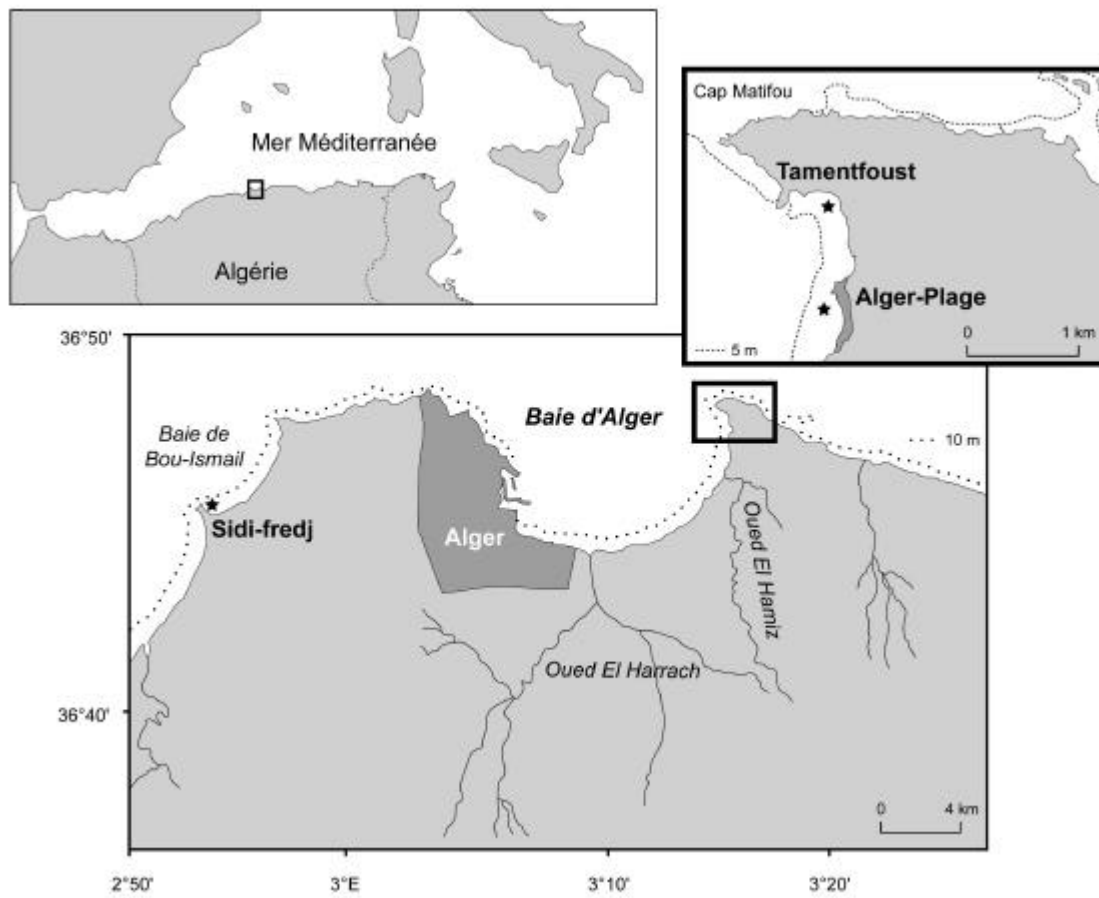 Mer Méditerranée
Algérie
Cap Matifou
Tamentfoust
Alger-Plage
0 1 km
5 m
36°50'
Baie de
Bou-Ismail
Baie d'Alger
10 m
Sidi-fredj
Alger
Oued El Hamiz
Oued El Harrach
36°40'
0 4 km
2°50' 3°E 3°10' 3°20'